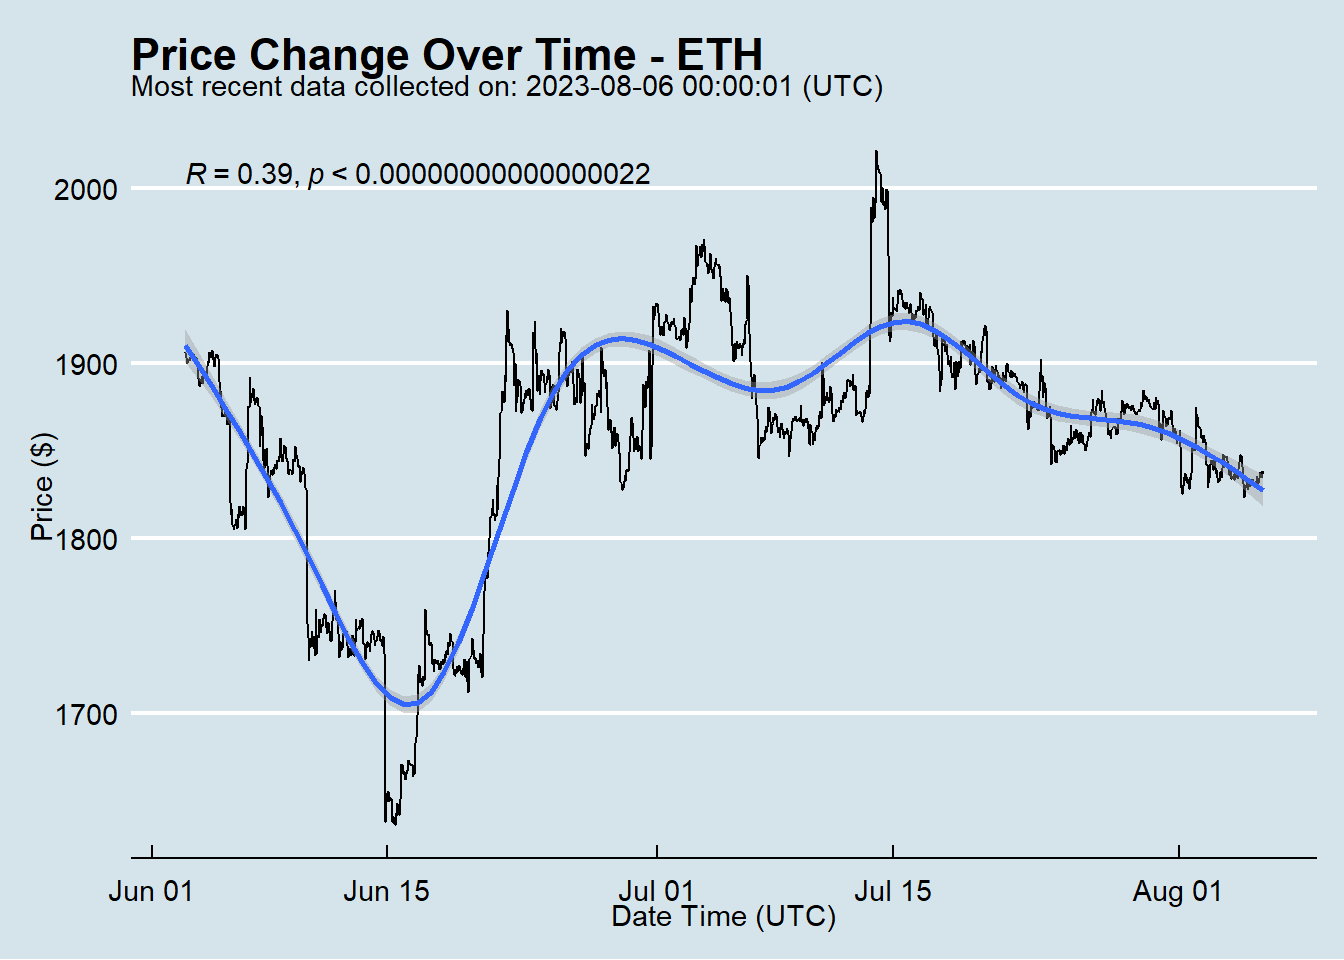 Price Change Over Time - ETH
Most recent data collected on: 2023-08-06 00:00:01 (UTC)
R = 0.39, p < 0.00000000000000022
2000
1900
1800
1700
Price ($)
Jun 01
Jun 15
Jul 01
Jul 15
Aug 01
Date Time (UTC)